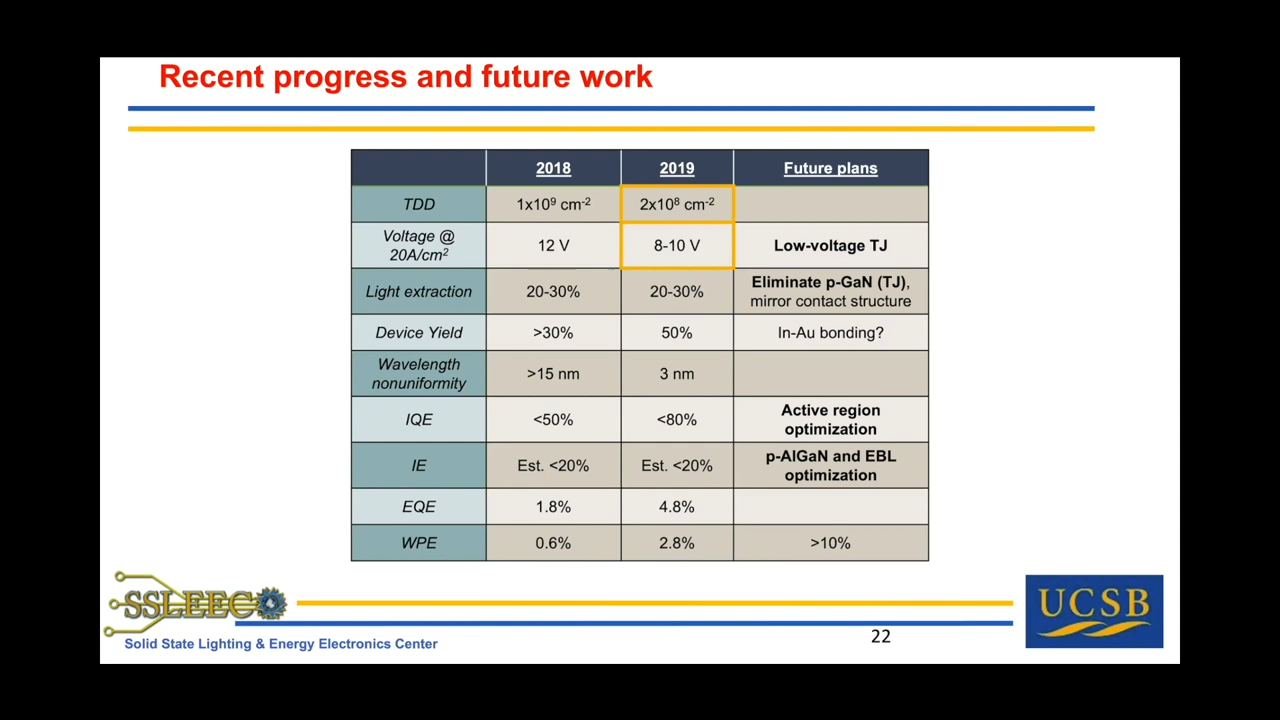 Recent progress and future work
2018 2019 Future plans
TDD 1x10⁹ cm⁻² 2x10⁸ cm⁻²
Voltage @
20A/cm² 12 V 8-10 V Low-voltage TJ
Light extraction 20-30% 20-30% Eliminate p-GaN (TJ),
mirror contact structure
Device Yield >30% 50% In-Au bonding?
Wavelength
nonuniformity >15 nm 3 nm
IQE <50% <80% Active region
optimization
IE Est. <20% Est. <20% p-AlGaN and EBL
optimization
EQE 1.8% 4.8%
WPE 0.6% 2.8% >10%
SSLEEC
Solid State Lighting & Energy Electronics Center
22
UCSB